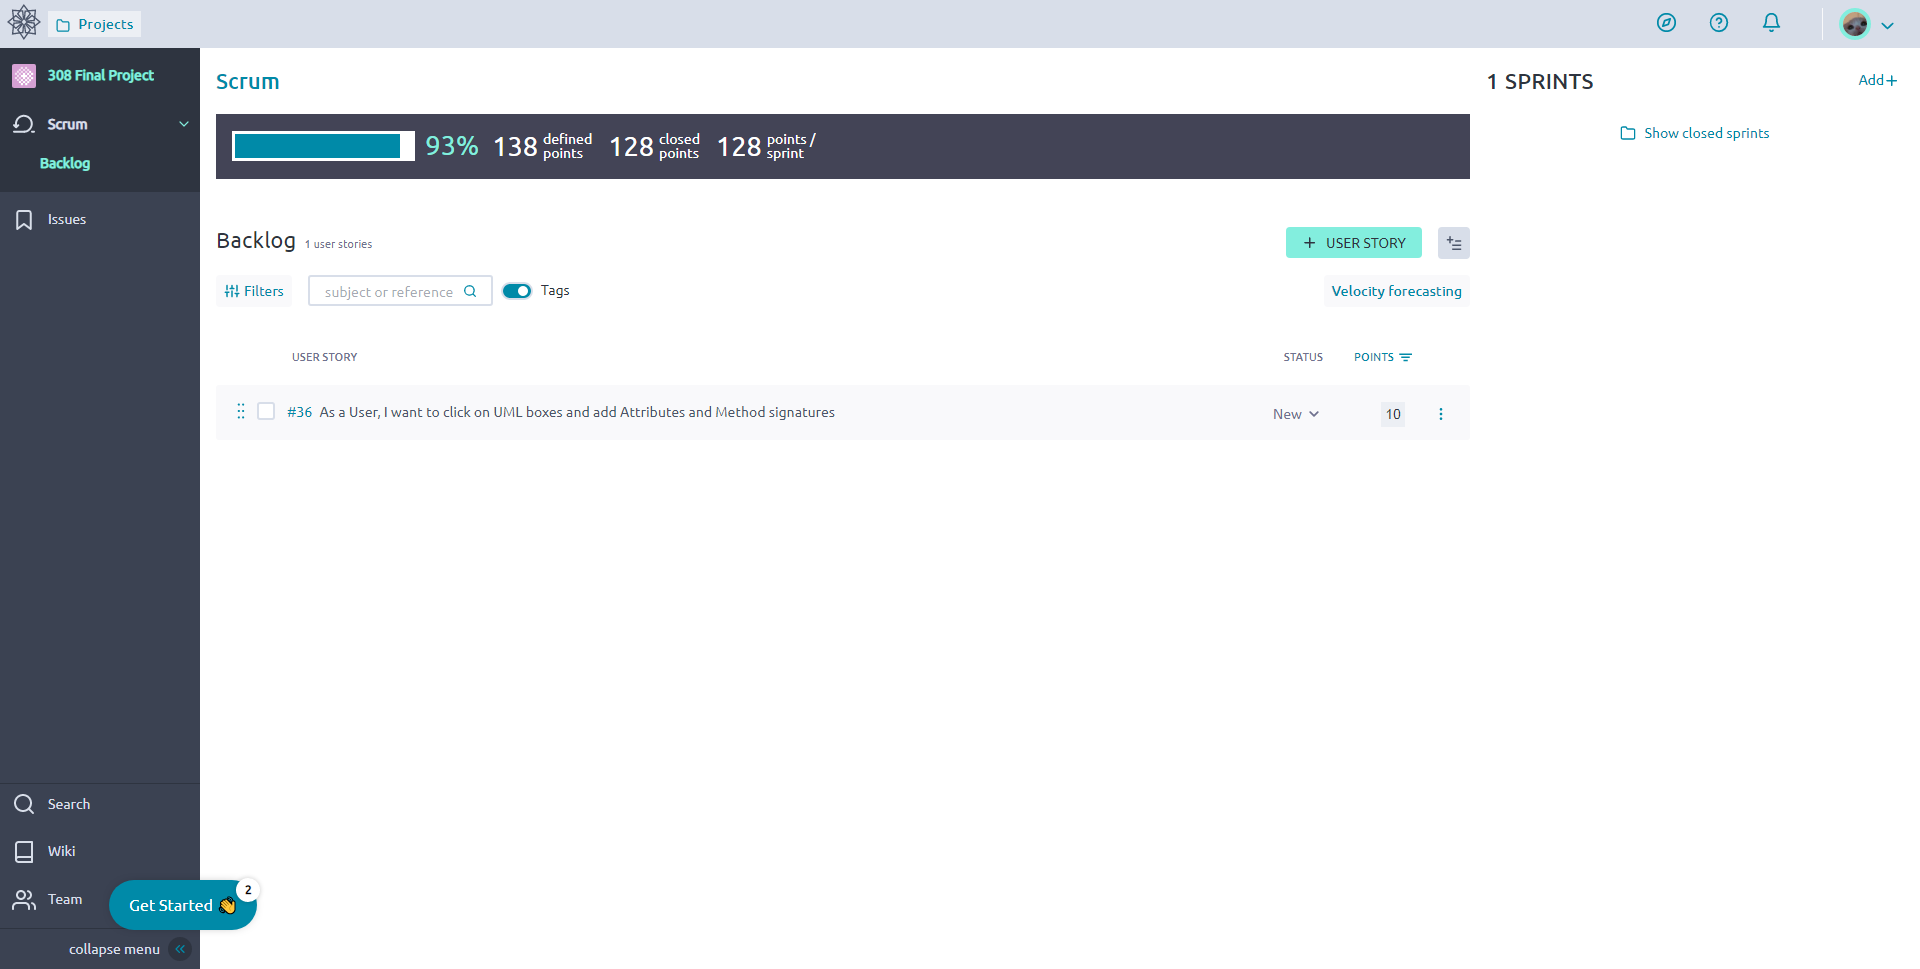 Projects
308 Final Project
Scrum
Backlog
Issues
Search
Wiki
Team
Get Started 👏
2
collapse menu
Scrum
93% 138 defined points 128 closed points 128 points / sprint
Backlog 1 user stories
+ USER STORY
Filters
subject or reference
Tags
Velocity forecasting
USER STORY STATUS POINTS
#36 As a User, I want to click on UML boxes and add Attributes and Method signatures New 10
1 SPRINTS
Add+
Show closed sprints